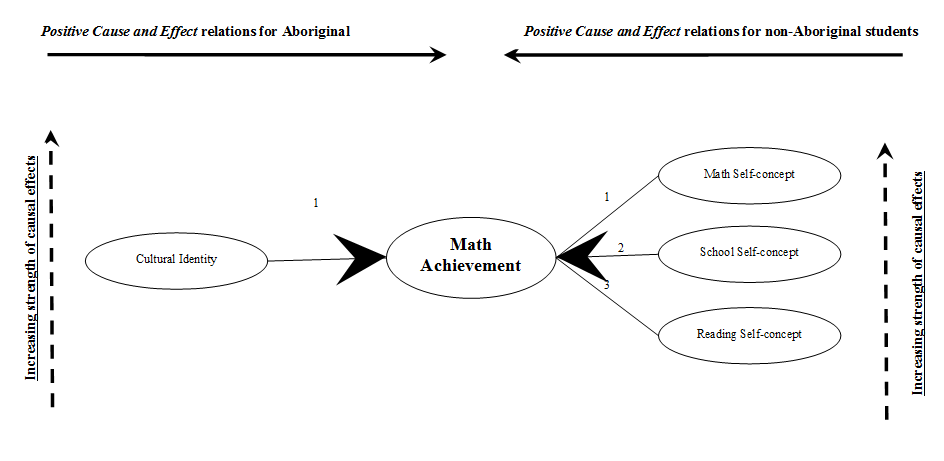 Positive Cause and Effect relations for Aboriginal
Positive Cause and Effect relations for non-Aboriginal students
Increasing strength of causal effects
Cultural Identity
1
Math
Achievement
1
2
3
Math Self-concept
School Self-concept
Reading Self-concept
Increasing strength of causal effects